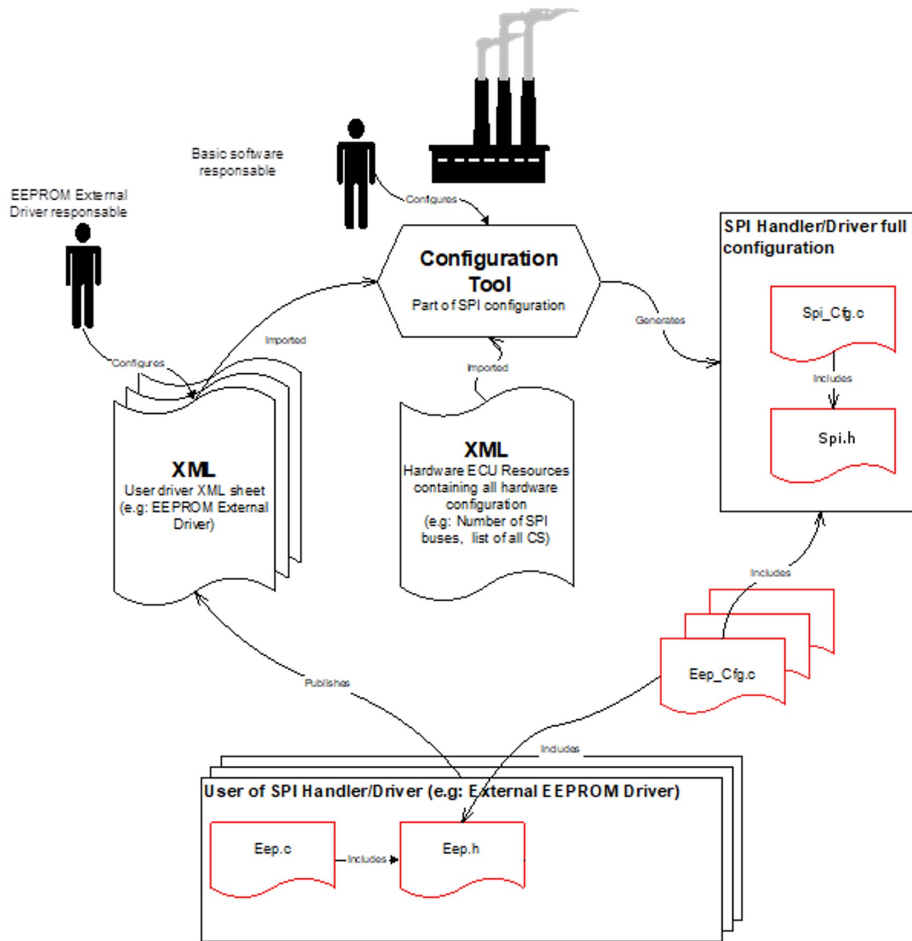 Basic software
responsable
EEPROM External
Driver responsable
Configures
SPI Handler/Driver full
configuration
Configuration
Tool
Part of SPI configuration
Spi_Cfg.c
Generates
Imported
Configures
Imported
Includes
Spi.h
XML
User driver XML sheet
(e.g: EEPROM External
Driver)
XML
Hardware ECU Resources
containing all hardware
configuration
(e.g: Number of SPI
buses, list of all CS)
Includes
Eep_Cfg.c
Publishes
Includes
User of SPI Handler/Driver (e.g: External EEPROM Driver)
Eep.c
Includes
Eep.h